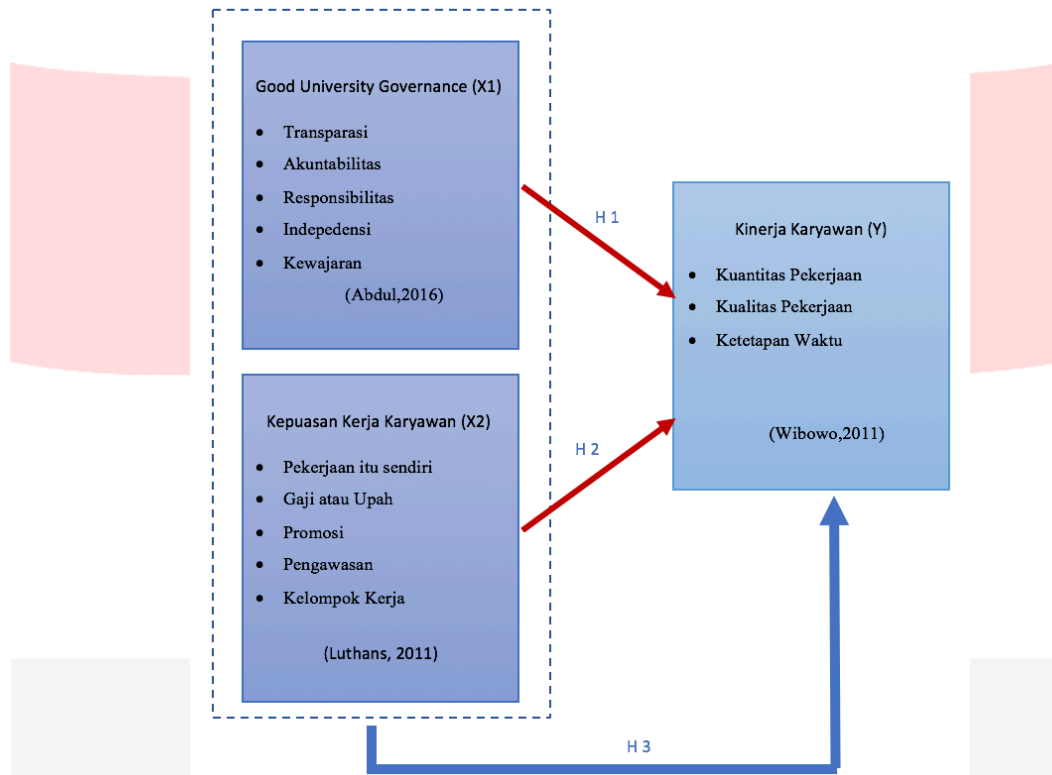 Good University Governance (X1)
• Transparasi
• Akuntabilitas
• Responsibilitas
• Indepedensi
• Kewajaran
(Abdul,2016)
H 1
Kinerja Karyawan (Y)
• Kuantitas Pekerjaan
• Kualitas Pekerjaan
• Ketetapan Waktu
(Wibowo,2011)
Kepuasan Kerja Karyawan (X2)
• Pekerjaan itu sendiri
• Gaji atau Upah
• Promosi
• Pengawasan
• Kelompok Kerja
(Luthans, 2011)
H 2
H 3